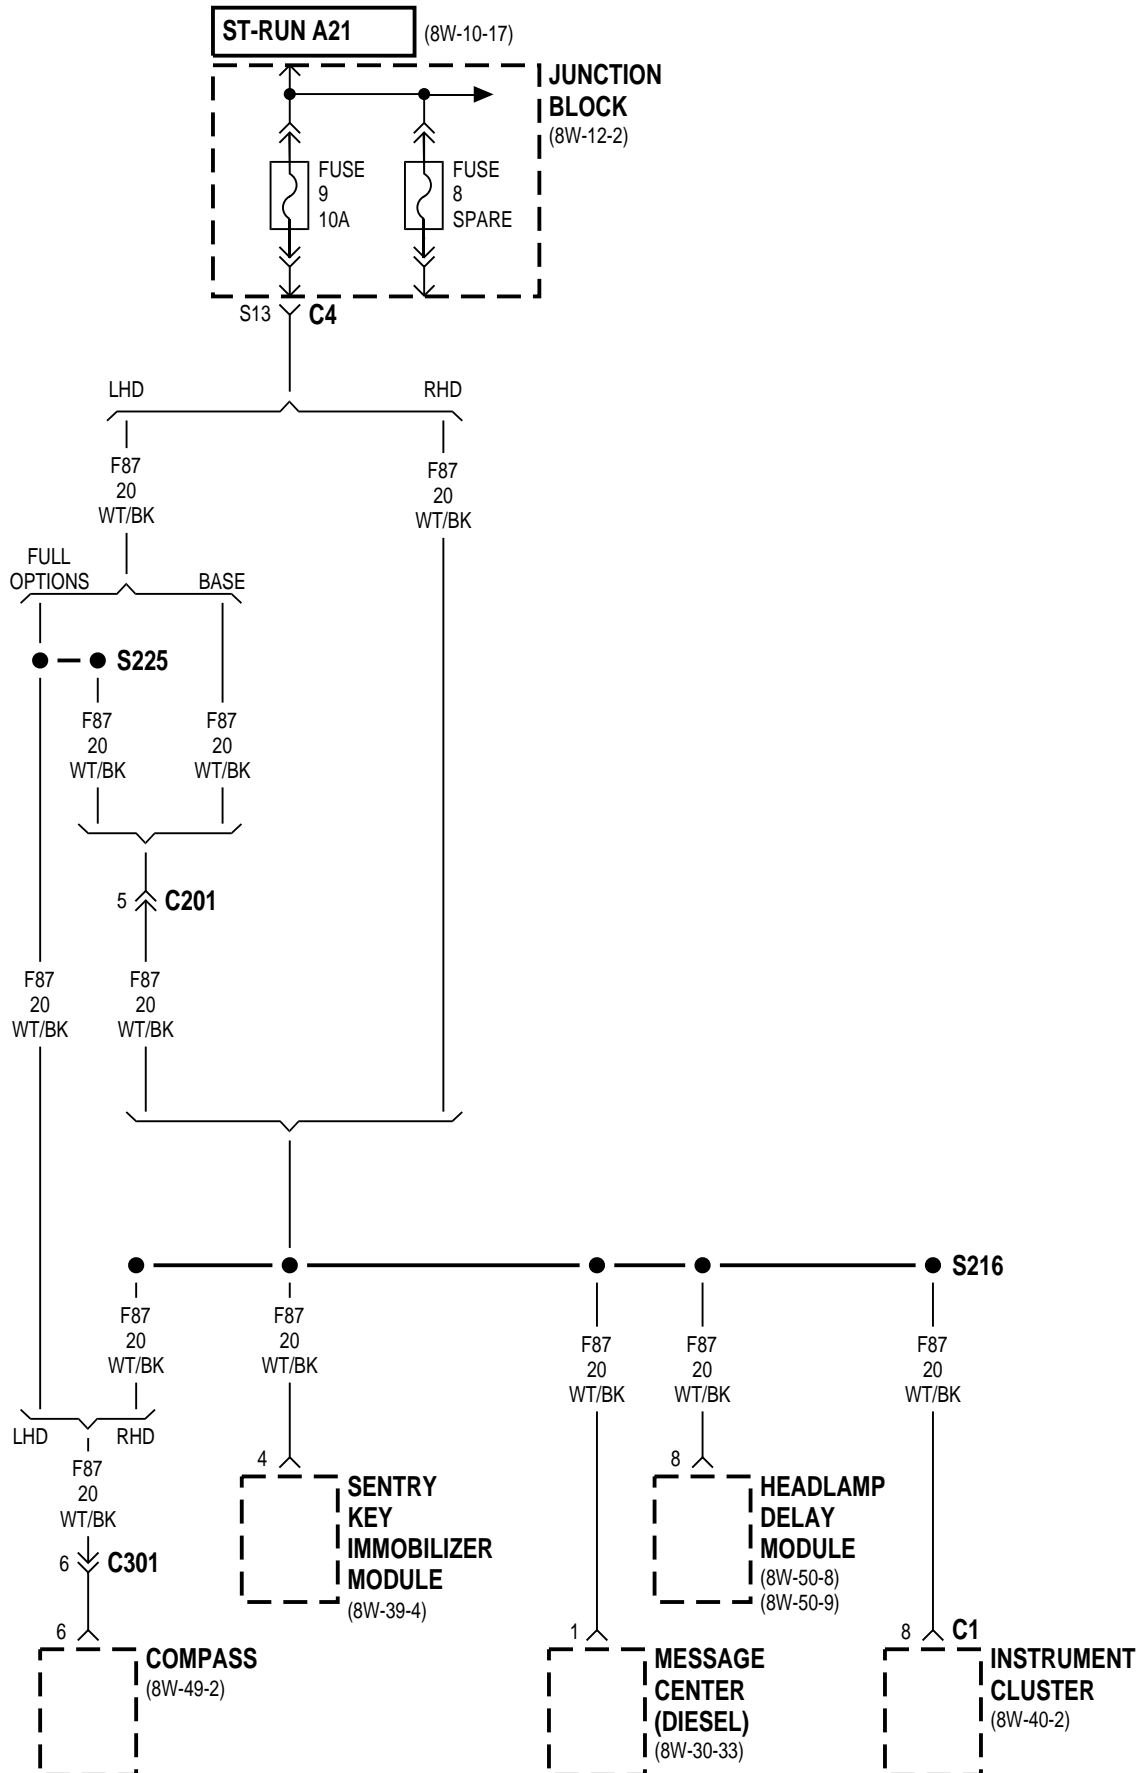 ST-RUN A21
(8W-10-17)
JUNCTION
BLOCK
(8W-12-2)
FUSE
9
10A
FUSE
8
SPARE
S13
C4
LHD
RHD
F87
20
WT/BK
F87
20
WT/BK
FULL
OPTIONS
BASE
S225
F87
20
WT/BK
F87
20
WT/BK
5
C201
F87
20
WT/BK
F87
20
WT/BK
S216
F87
20
WT/BK
F87
20
WT/BK
F87
20
WT/BK
F87
20
WT/BK
F87
20
WT/BK
LHD
RHD
F87
20
WT/BK
6
C301
6
COMPASS
(8W-49-2)
4
SENTRY
KEY
IMMOBILIZER
MODULE
(8W-39-4)
1
MESSAGE
CENTER
(DIESEL)
(8W-30-33)
8
HEADLAMP
DELAY
MODULE
(8W-50-8)
(8W-50-9)
8
C1
INSTRUMENT
CLUSTER
(8W-40-2)